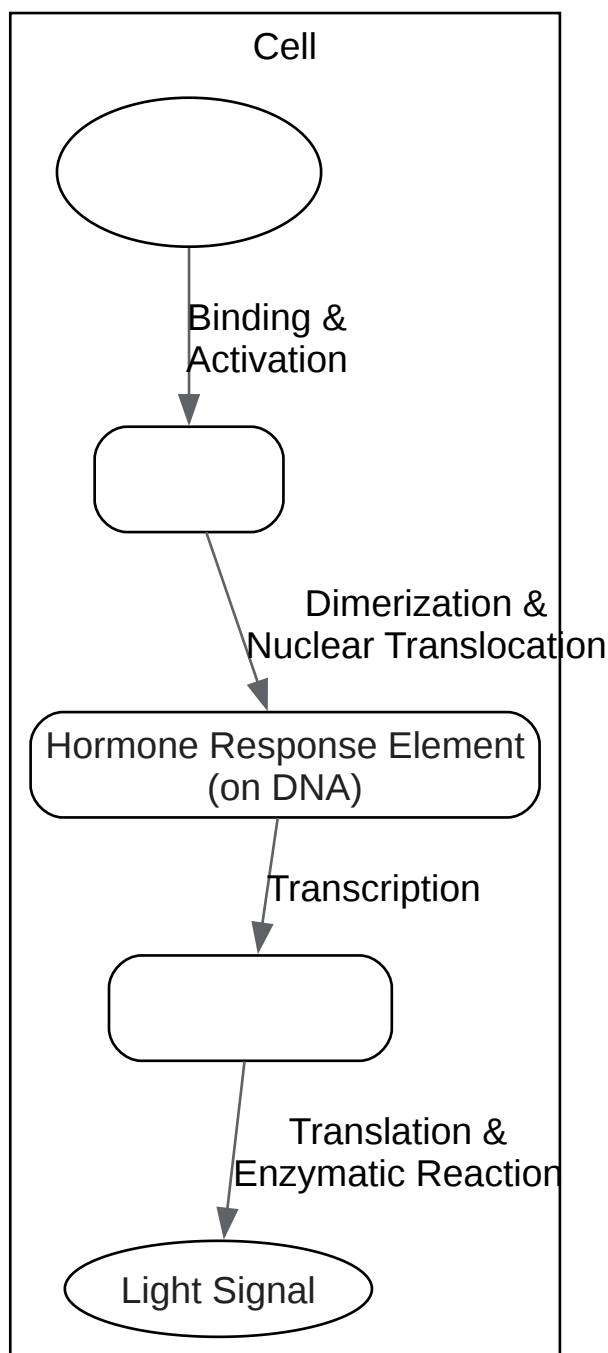 Cell
Binding &
Activation
Dimerization &
Nuclear Translocation
Hormone Response Element
(on DNA)
Transcription
Translation &
Enzymatic Reaction
Light Signal